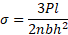 σ = 3Pl / 2nbh²